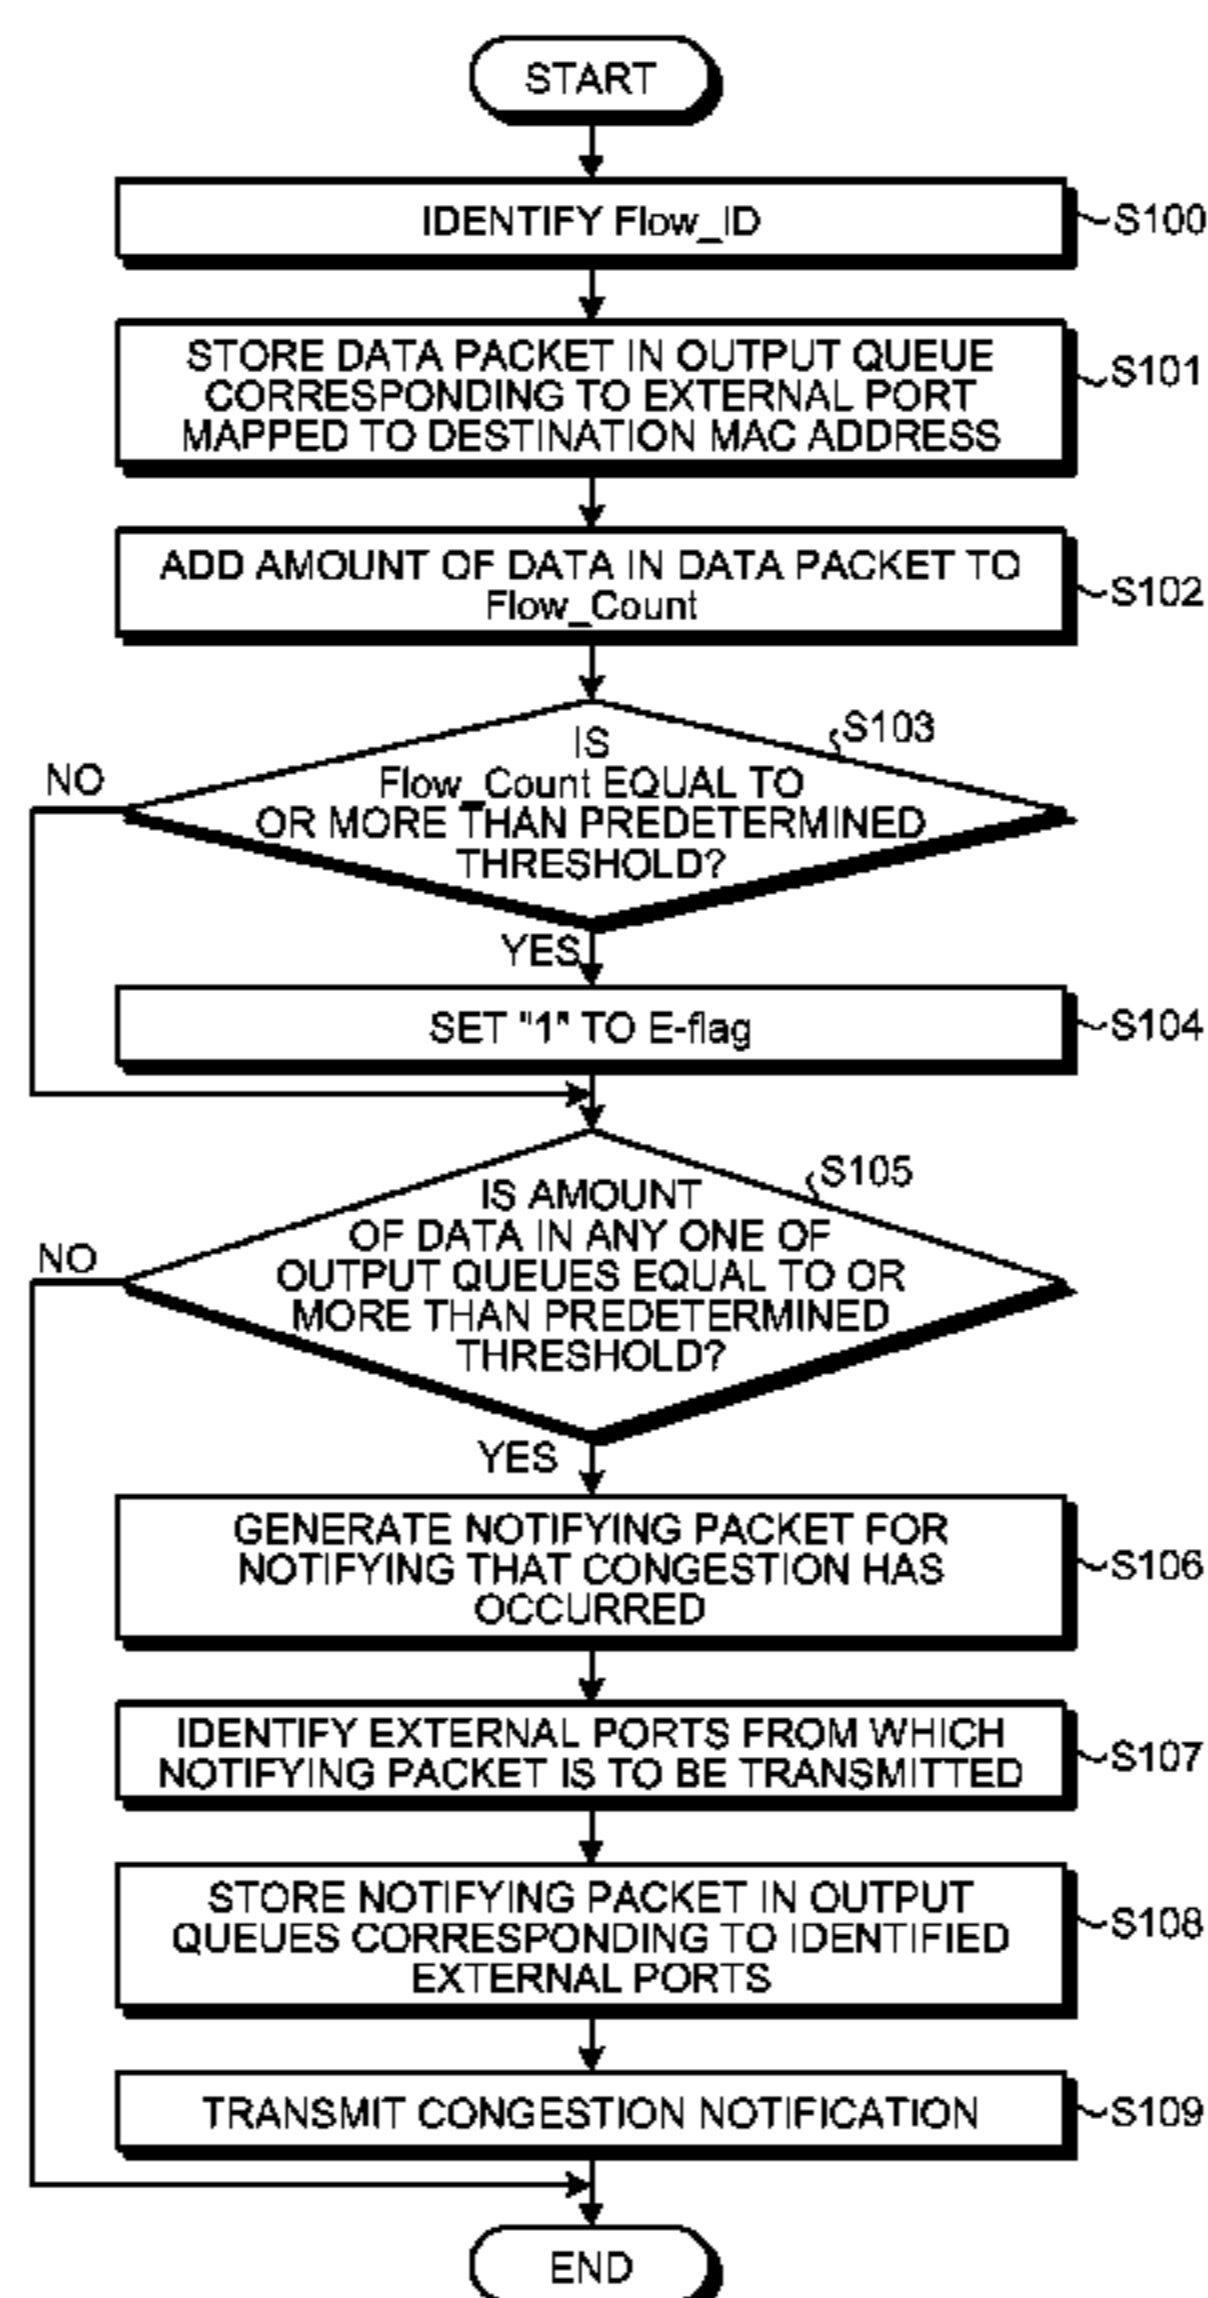 START
IDENTIFY Flow_ID
S100
STORE DATA PACKET IN OUTPUT QUEUE
CORRESPONDING TO EXTERNAL PORT
MAPPED TO DESTINATION MAC ADDRESS
S101
ADD AMOUNT OF DATA IN DATA PACKET TO
Flow_Count
S102
S103
IS
Flow_Count EQUAL TO
OR MORE THAN PREDETERMINED
THRESHOLD?
NO
YES
SET "1" TO E-flag
S104
S105
IS AMOUNT
OF DATA IN ANY ONE OF
OUTPUT QUEUES EQUAL TO OR
MORE THAN PREDETERMINED
THRESHOLD?
NO
YES
GENERATE NOTIFYING PACKET FOR
NOTIFYING THAT CONGESTION HAS
OCCURRED
S106
IDENTIFY EXTERNAL PORTS FROM WHICH
NOTIFYING PACKET IS TO BE TRANSMITTED
S107
STORE NOTIFYING PACKET IN OUTPUT
QUEUES CORRESPONDING TO IDENTIFIED
EXTERNAL PORTS
S108
TRANSMIT CONGESTION NOTIFICATION
S109
END